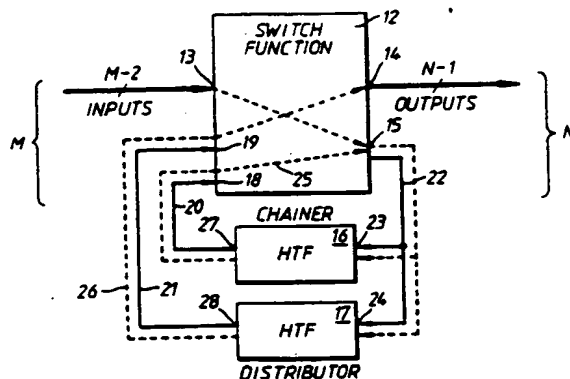 SWITCH
FUNCTION
12
13
14
M-2
INPUTS
N-1
OUTPUTS
M
N
19
15
18
25
22
20
CHAINER
27
16
23
HTF
26
21
28
17
24
HTF
DISTRIBUTOR